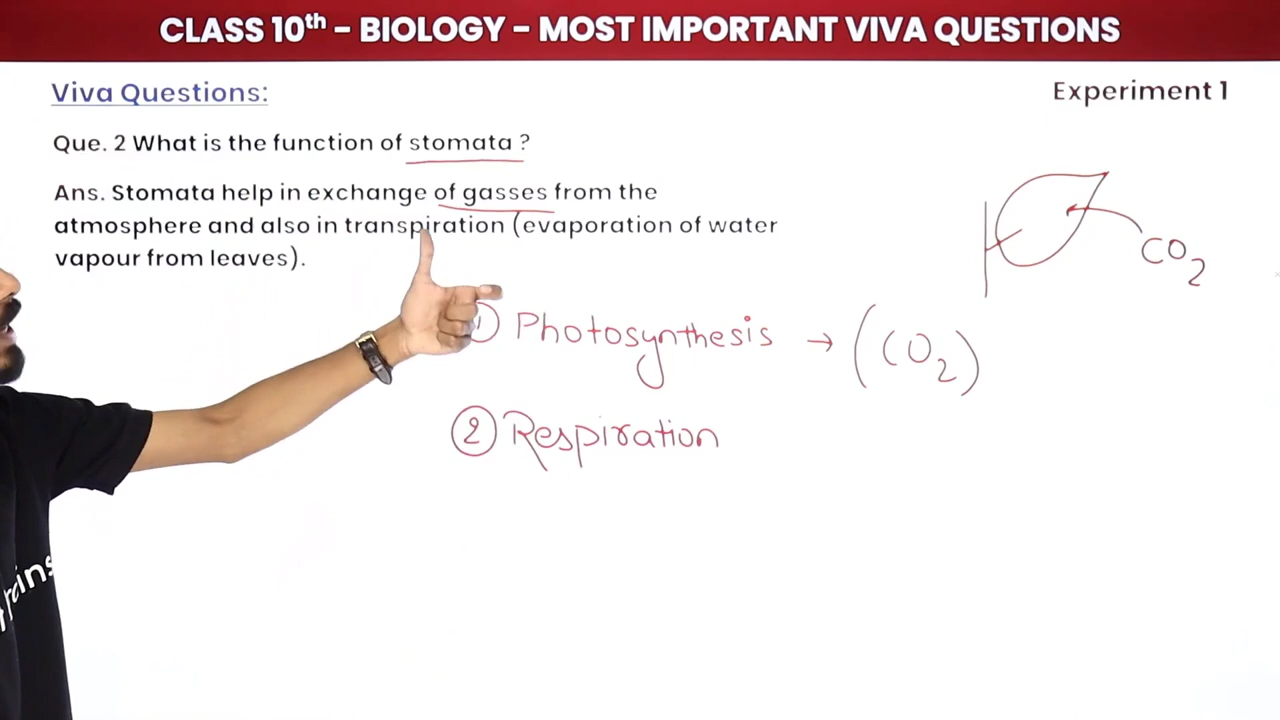 CLASS 10th – BIOLOGY – MOST IMPORTANT VIVA QUESTIONS
Viva Questions:
Experiment 1
Que. 2 What is the function of stomata ?
Ans. Stomata help in exchange of gasses from the
atmosphere and also in transpiration (evaporation of water
vapour from leaves).
CO2
1 Photosynthesis → (CO2)
2 Respiration